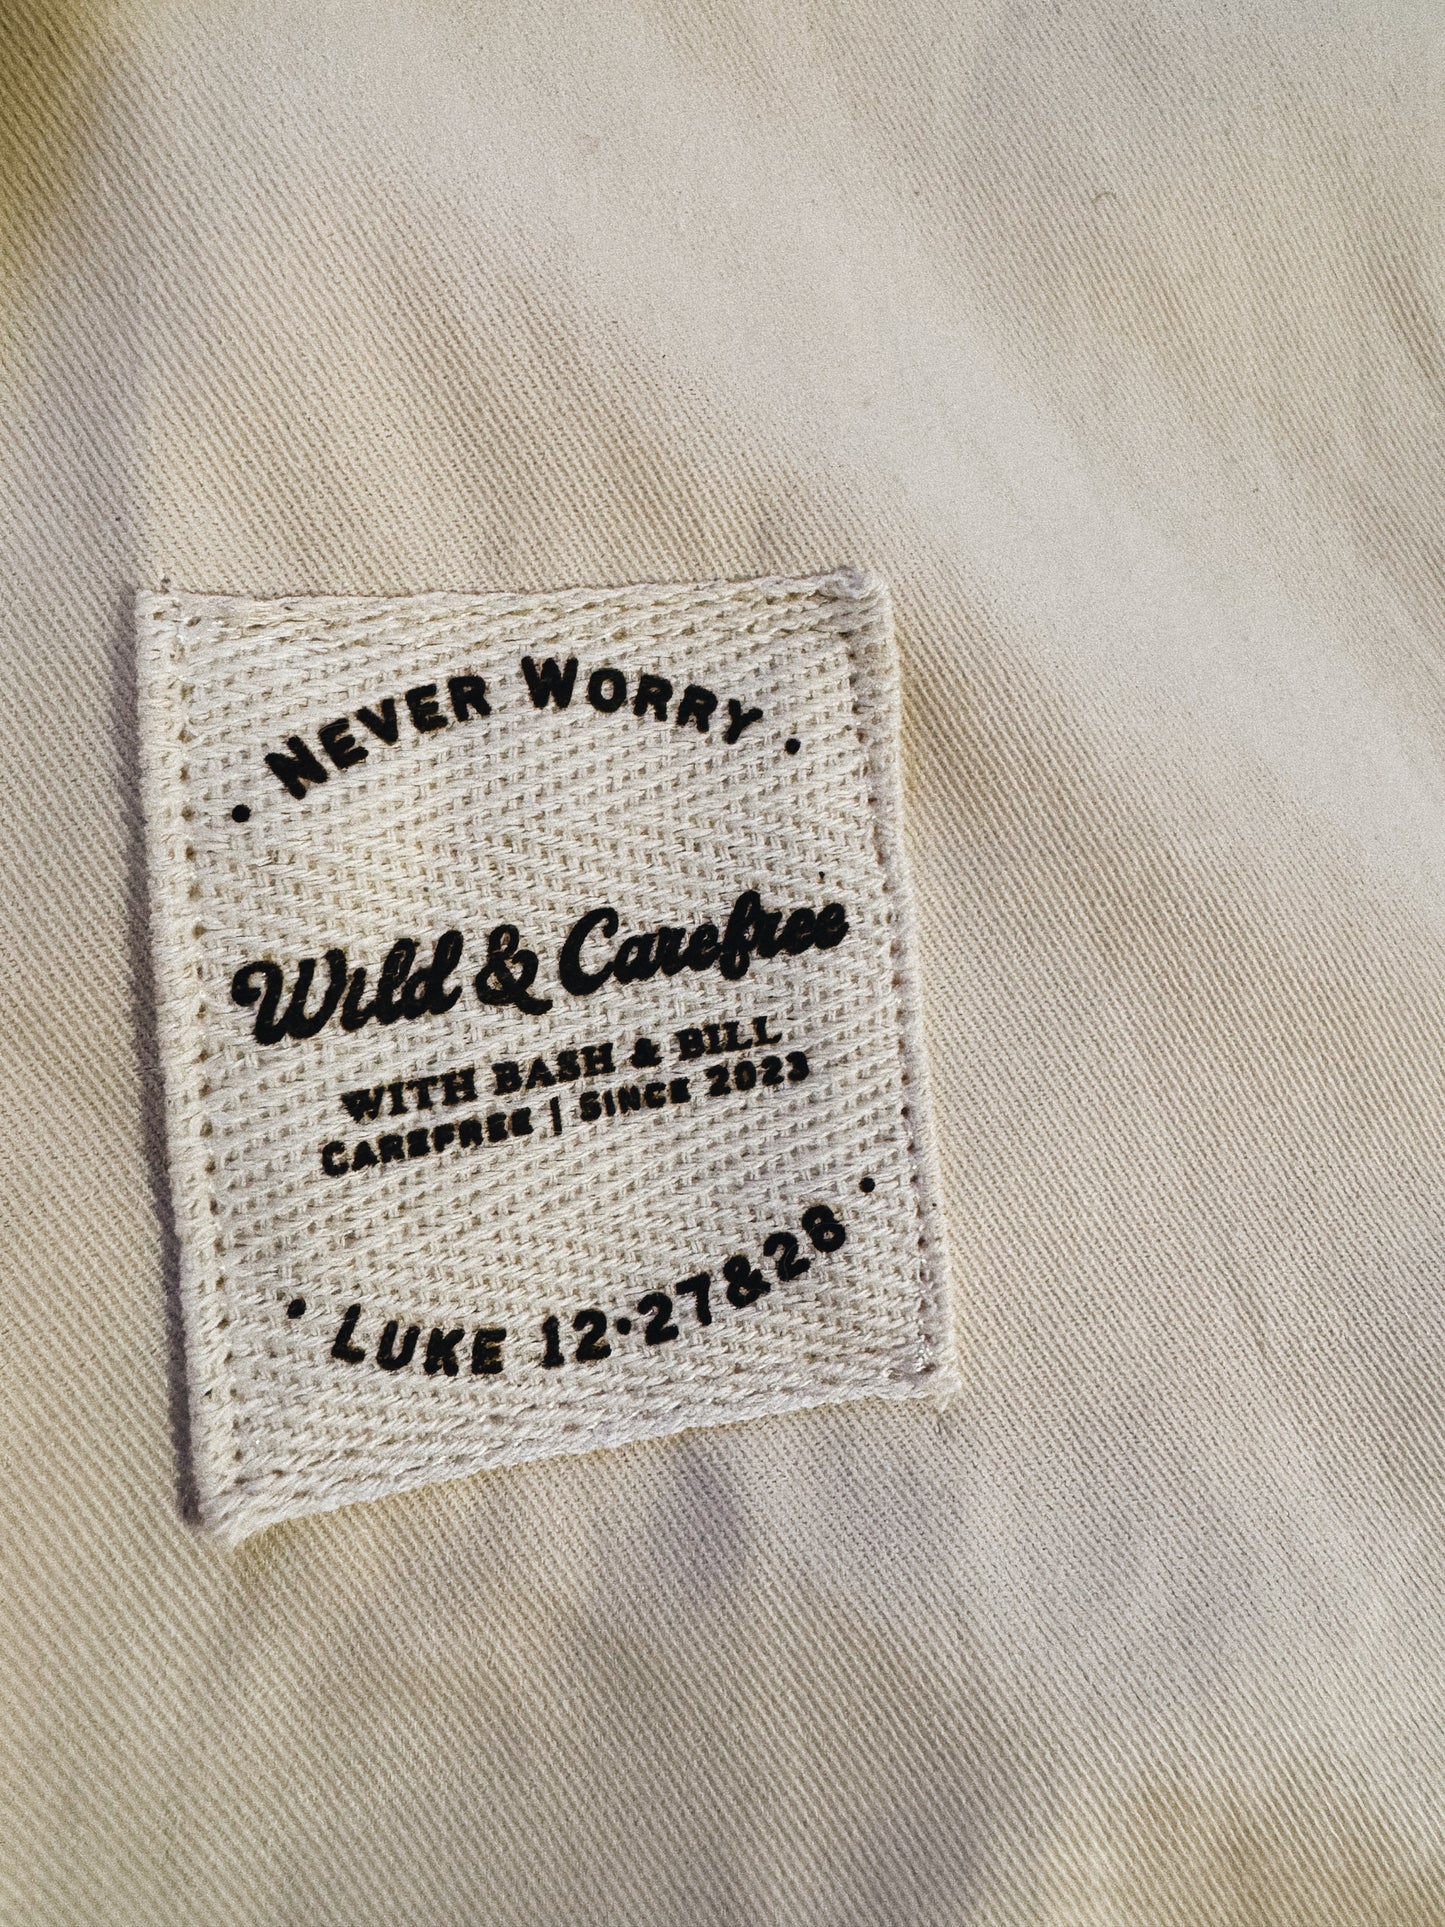 • NEVER WORRY •
Wild & Carefree
WITH BASH & BILL
CAREFREE | SINCE 2023
• LUKE 12•27&28 •